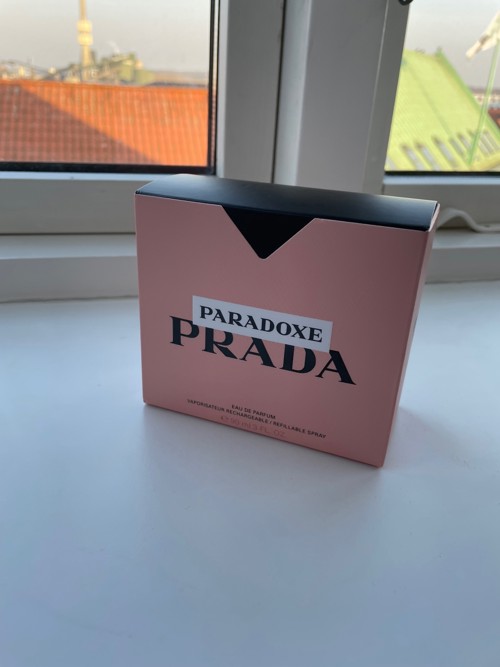 PARADOXE
PRADA
EAU DE PARFUM
VAPORISATEUR RECHARGEABLE / REFILLABLE SPRAY